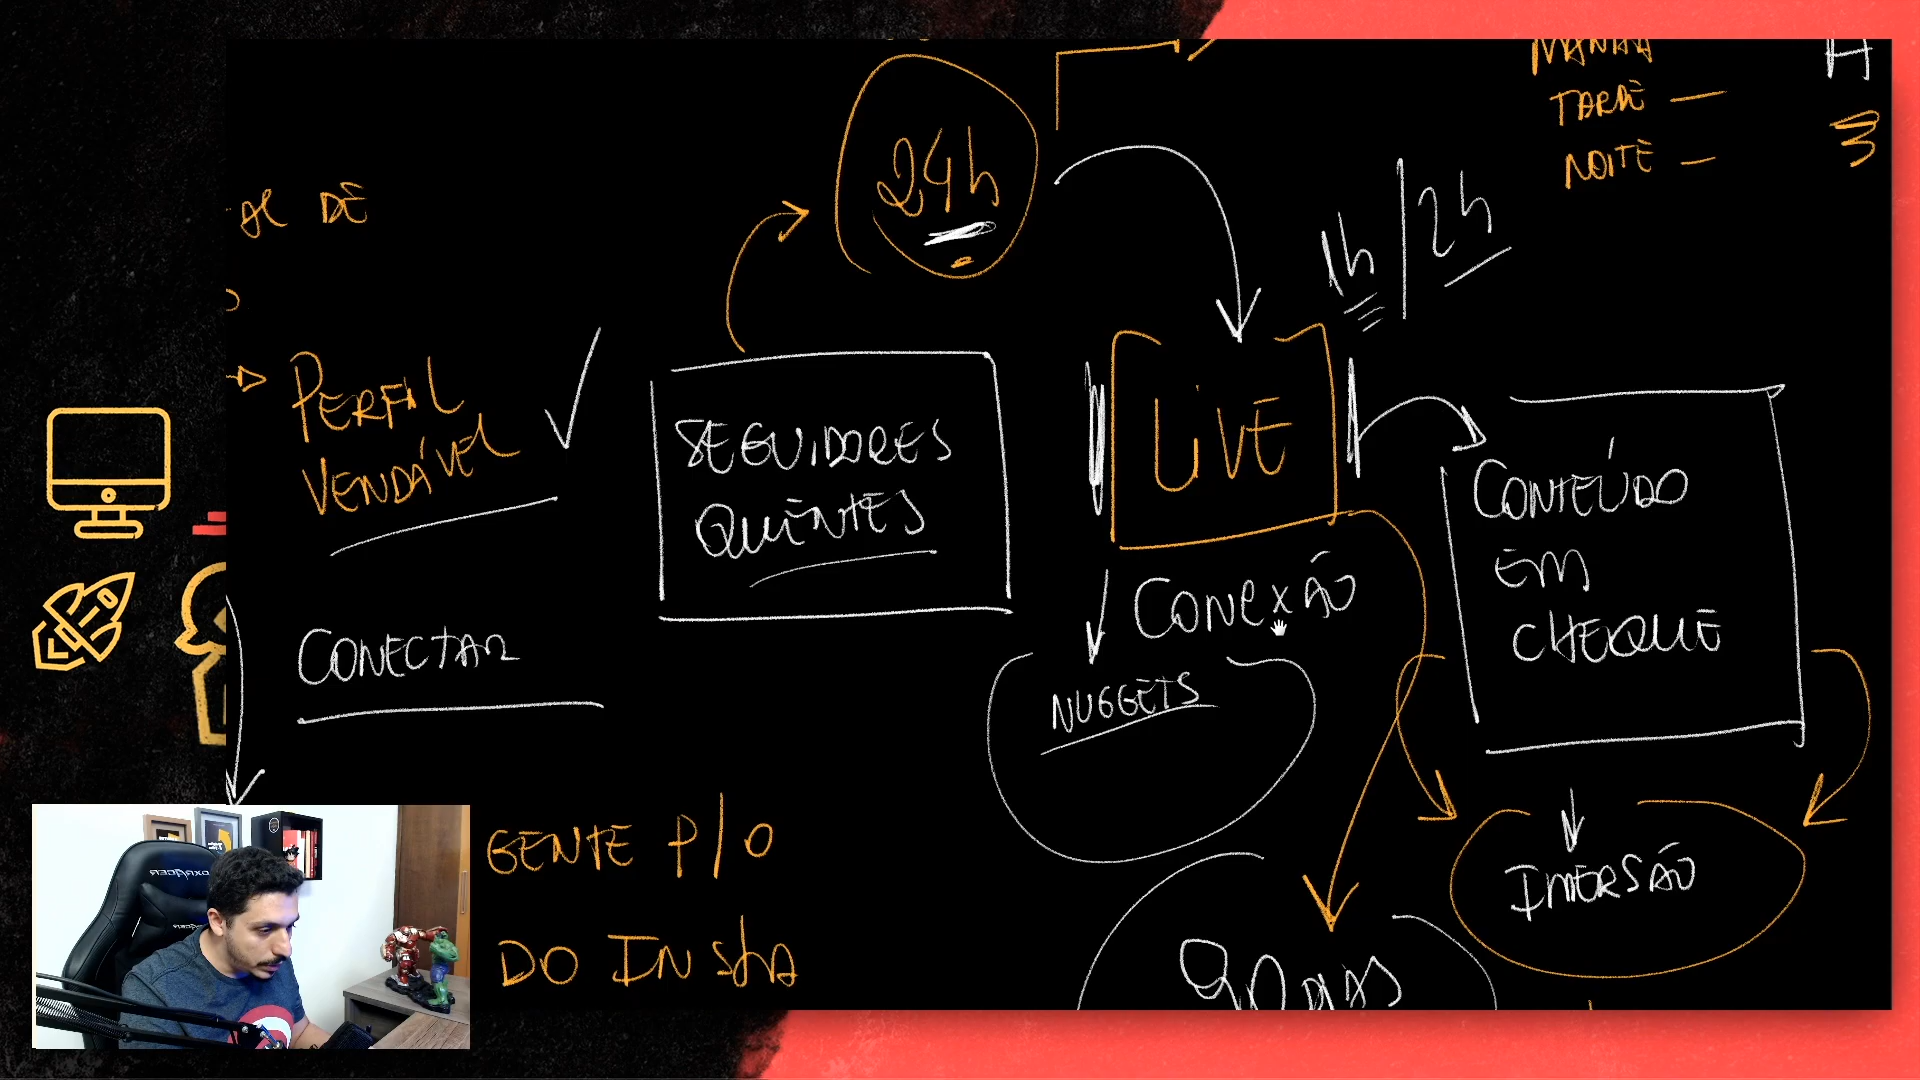 MANHÃ
TARDE —
NOITE —
H
24h
DE
1h / 2h
PERFIL
VENDÁVEL
SEGUIDORES
QUENTES
LIVE
CONTEÚDO
EM
CHEQUE
CONEXÃO
CONECTAR
NUGGETS
GENTE P/ O
DO INSTA
IMERSÃO
90 DIAS